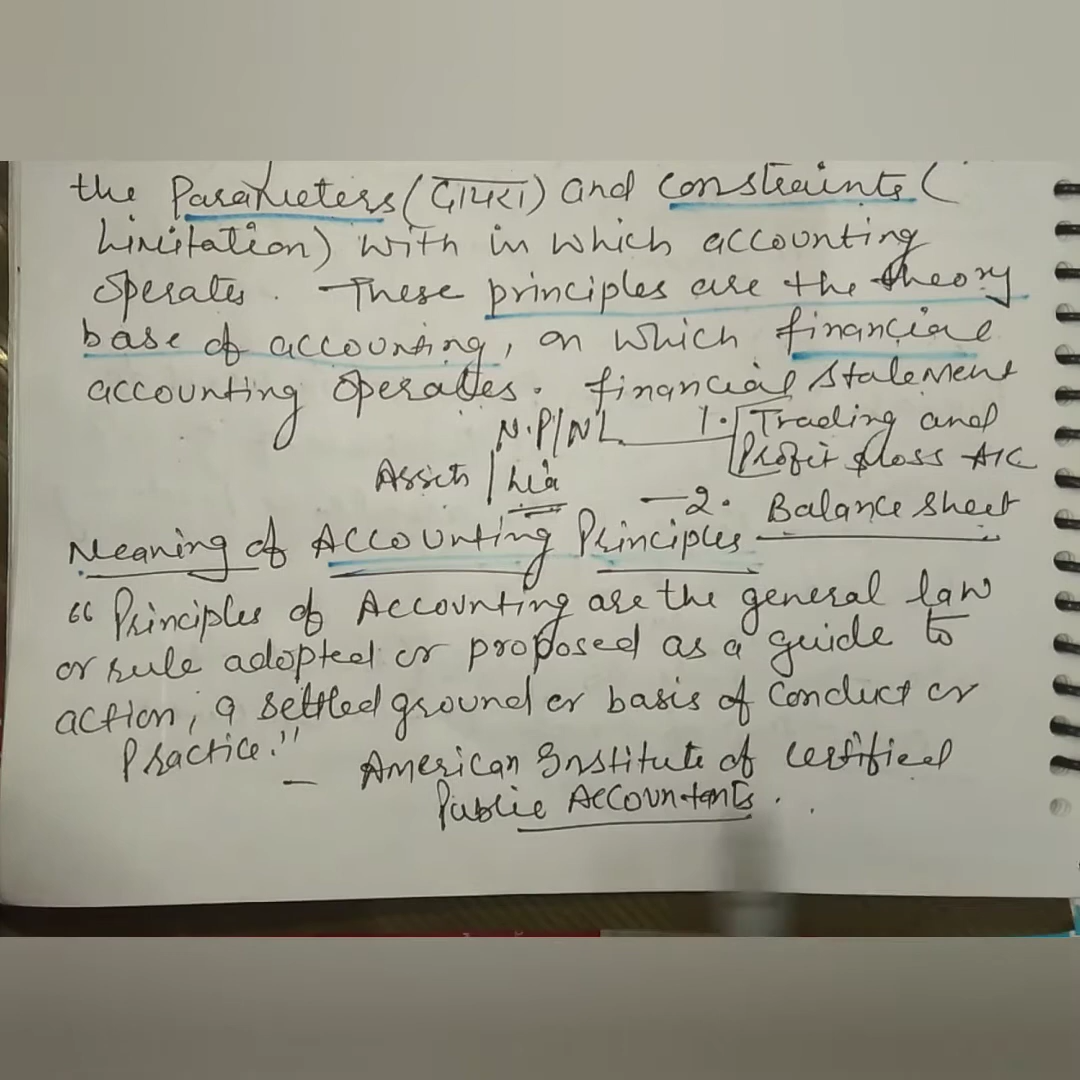 the Parameters (दायरा) and constraints (
Limitation) with in which accounting
operates. These principles are the theory
base of accounting, on which financial
accounting operates. financial statement
N.P/NL 1. Trading and
Profit & loss A/C
Assets / Lia
2. Balance sheet
Meaning of Accounting Principles
"Principles of Accounting are the general law
or rule adopted or proposed as a guide to
action, a settled ground or basis of conduct or
Practice."
- American Institute of Certified
Public Accountants.